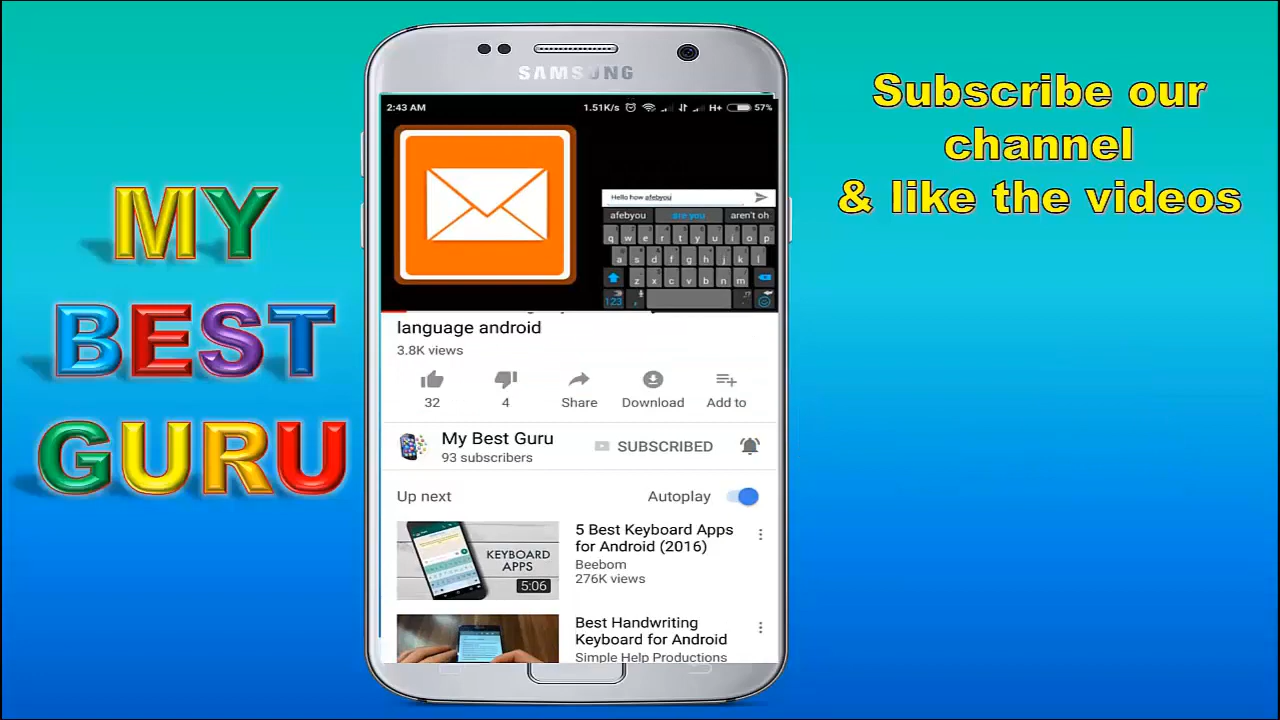 MY
BEST
GURU
SAMSUNG
2:43 AM 1.51K/s H+ 57%
Hello how afebyou
afebyou are you aren't oh
q w e r t y u i o p
a s d f g h j k l
z x c v b n m
123
language android
3.8K views
32 4 Share Download Add to
My Best Guru
93 subscribers
SUBSCRIBED
Up next Autoplay
KEYBOARD
APPS
5:06
5 Best Keyboard Apps
for Android (2016)
Beebom
276K views
Best Handwriting
Keyboard for Android
Simple Help Productions
Subscribe our
channel
& like the videos